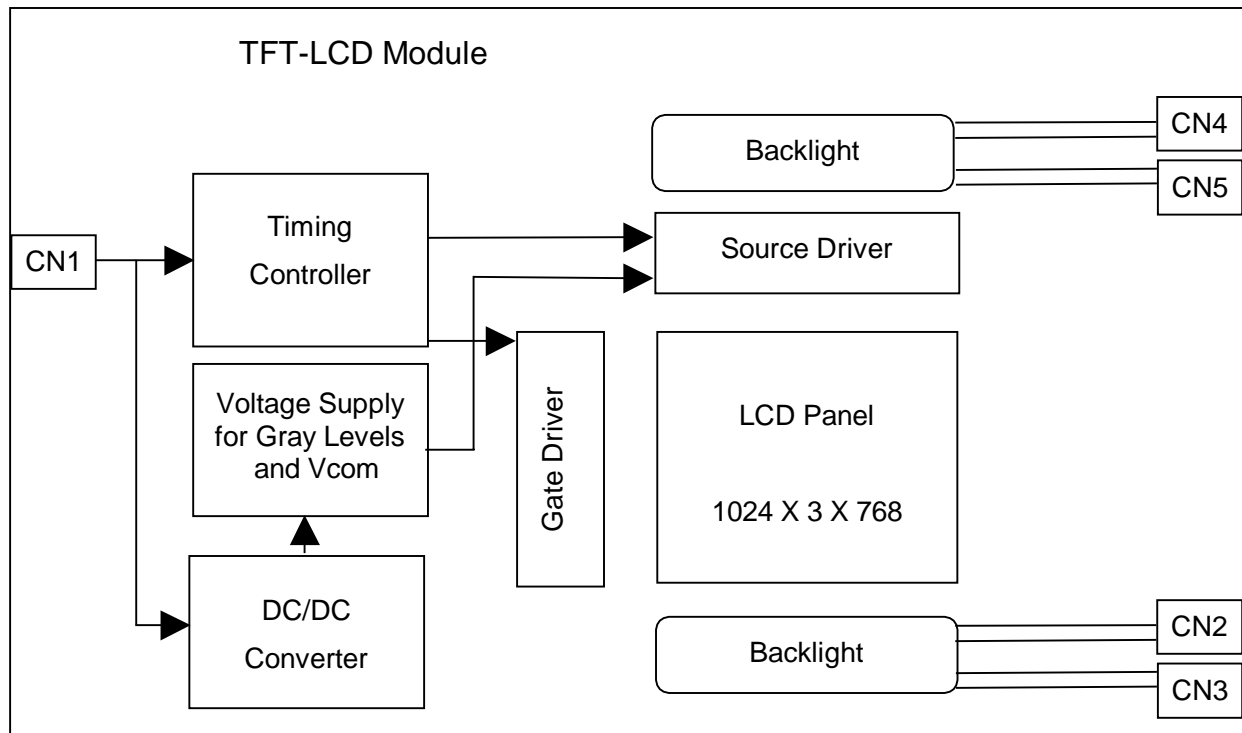 TFT-LCD Module
CN4
Backlight
CN5
Timing
Controller
Source Driver
CN1
Voltage Supply
for Gray Levels
and Vcom
Gate Driver
LCD Panel
1024 X 3 X 768
DC/DC
Converter
Backlight
CN2
CN3